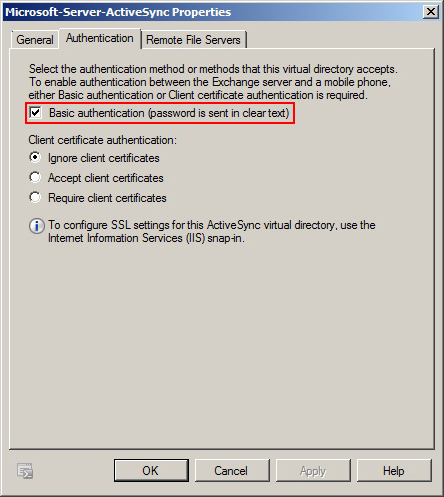 Microsoft-Server-ActiveSync Properties
General
Authentication
Remote File Servers
Select the authentication method or methods that this virtual directory accepts.
To enable authentication between the Exchange server and a mobile phone,
either Basic authentication or Client certificate authentication is required.
Basic authentication (password is sent in clear text)
Client certificate authentication:
Ignore client certificates
Accept client certificates
Require client certificates
To configure SSL settings for this ActiveSync virtual directory, use the
Internet Information Services (IIS) snap-in.
OK
Cancel
Apply
Help